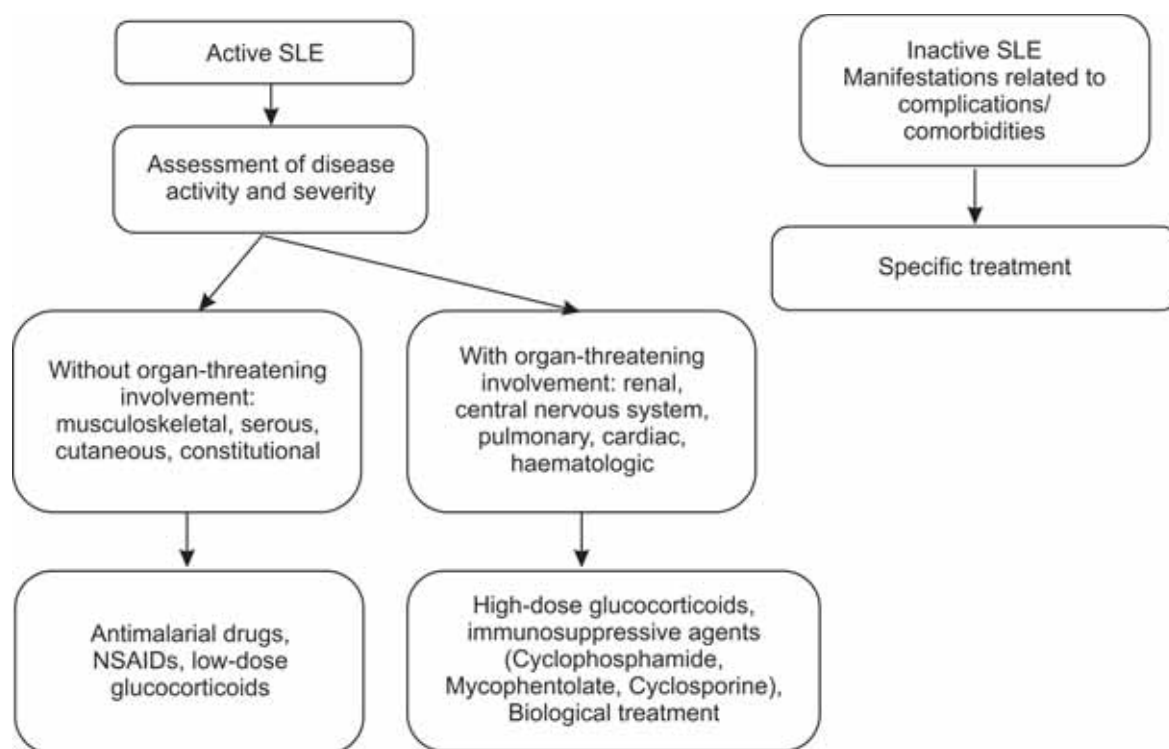 Active SLE
Assessment of disease
activity and severity
Without organ-threatening
involvement:
musculoskeletal, serous,
cutaneous, constitutional
With organ-threatening
involvement: renal,
central nervous system,
pulmonary, cardiac,
haematologic
Antimalarial drugs,
NSAIDs, low-dose
glucocorticoids
High-dose glucocorticoids,
immunosuppressive agents
(Cyclophosphamide,
Mycophentolate, Cyclosporine),
Biological treatment
Inactive SLE
Manifestations related to
complications/
comorbidities
Specific treatment